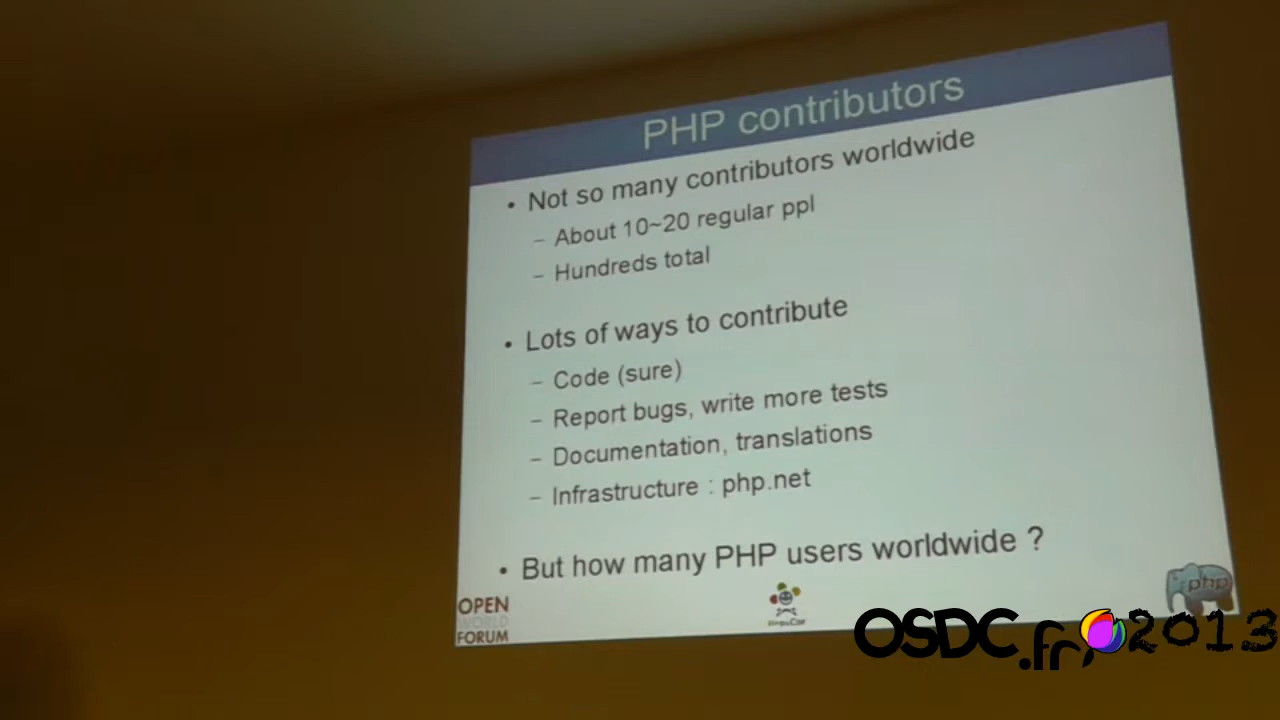 PHP contributors
• Not so many contributors worldwide
– About 10~20 regular ppl
– Hundreds total
• Lots of ways to contribute
– Code (sure)
– Report bugs, write more tests
– Documentation, translations
– Infrastructure : php.net
• But how many PHP users worldwide ?
OPEN
WORLD
FORUM
php
OSDC.fr 2013